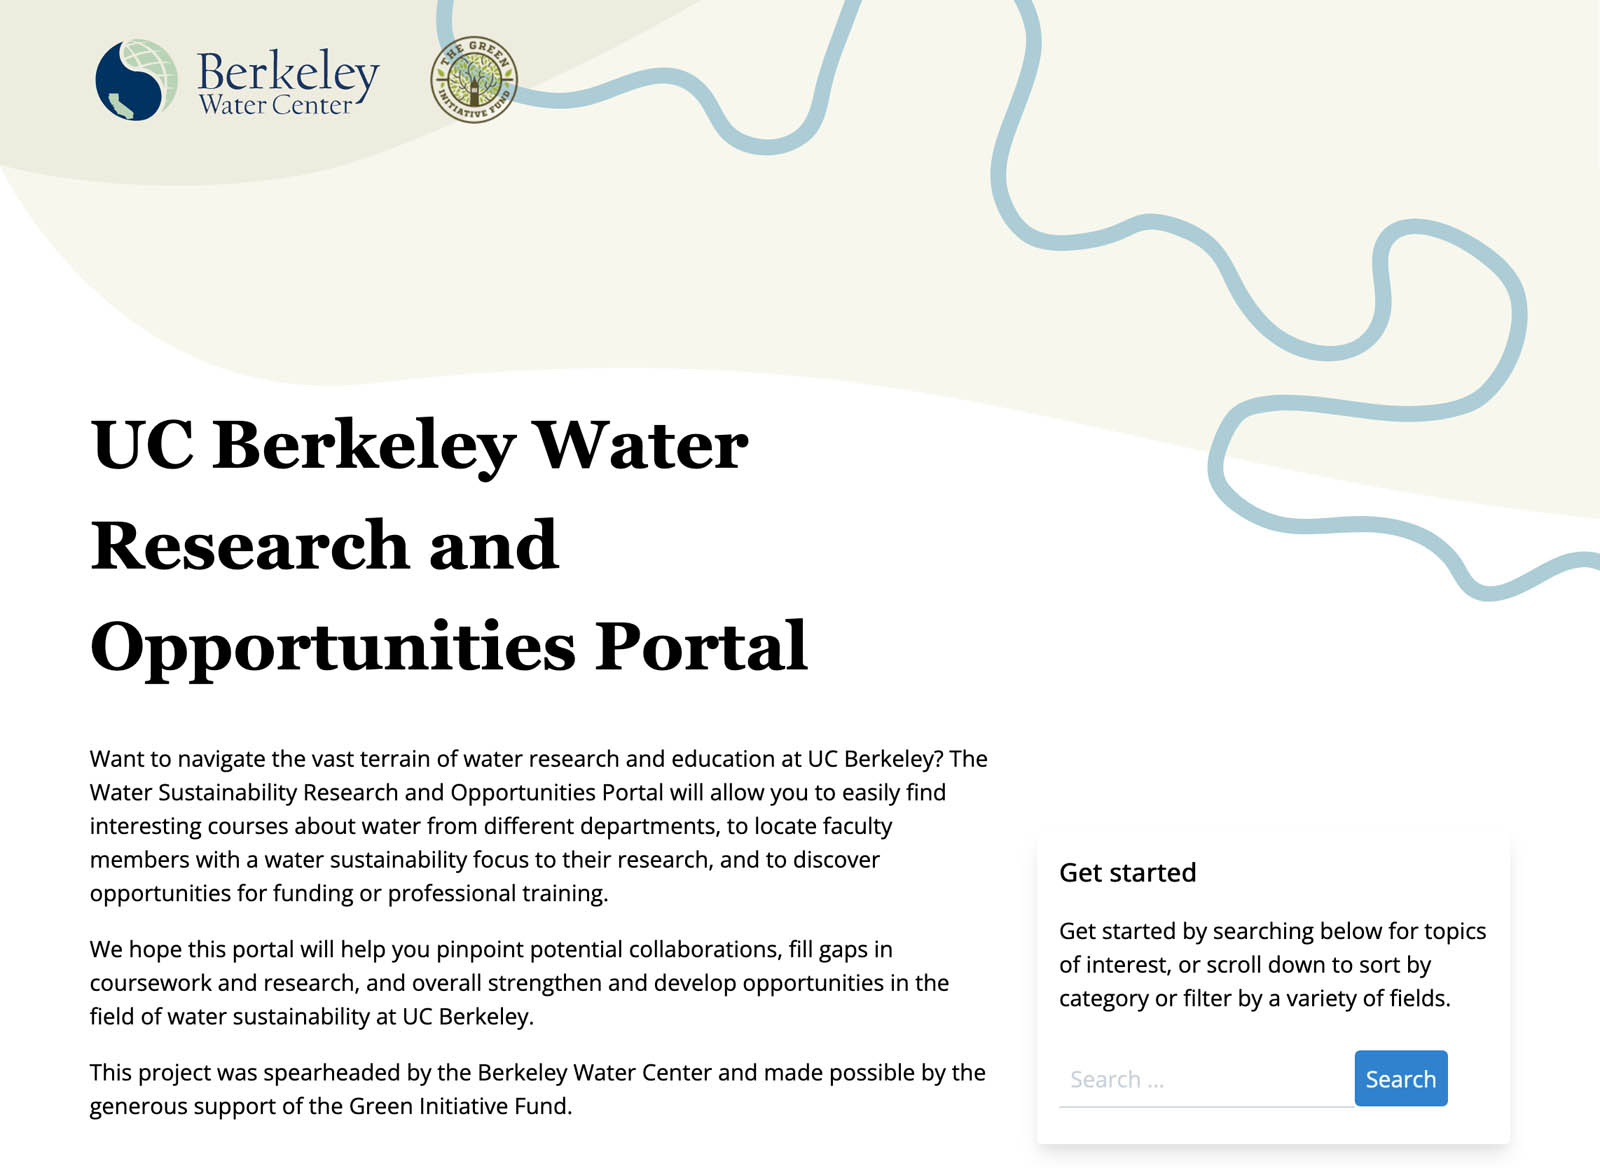 Berkeley
Water Center
THE GREEN
INITIATIVE FUND
UC Berkeley Water
Research and
Opportunities Portal
Want to navigate the vast terrain of water research and education at UC Berkeley? The
Water Sustainability Research and Opportunities Portal will allow you to easily find
interesting courses about water from different departments, to locate faculty
members with a water sustainability focus to their research, and to discover
opportunities for funding or professional training.
We hope this portal will help you pinpoint potential collaborations, fill gaps in
coursework and research, and overall strengthen and develop opportunities in the
field of water sustainability at UC Berkeley.
This project was spearheaded by the Berkeley Water Center and made possible by the
generous support of the Green Initiative Fund.
Get started
Get started by searching below for topics
of interest, or scroll down to sort by
category or filter by a variety of fields.
Search ...
Search